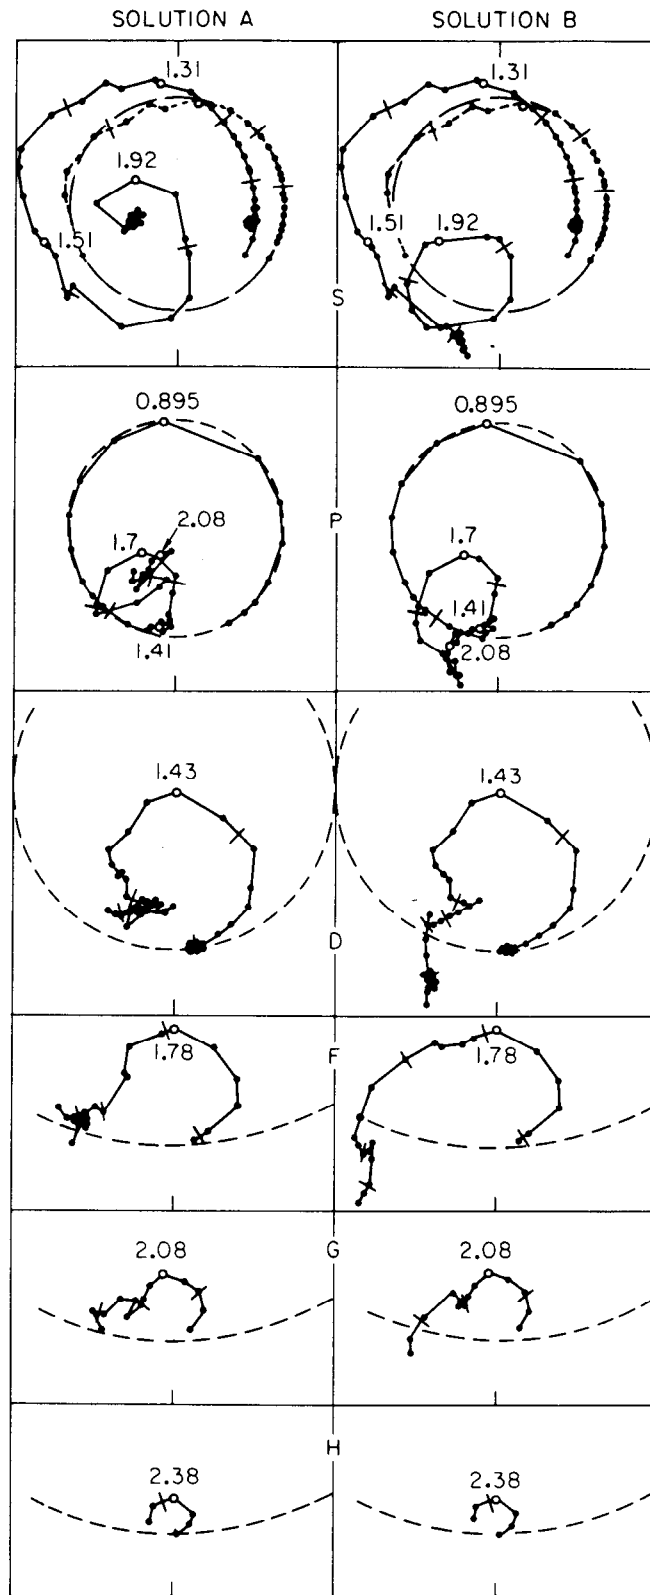 SOLUTION A SOLUTION B
1.31 1.31
1.92 1.92
1.51 1.51
S
0.895 0.895
P
2.08
1.7 1.7
1.41
1.41 2.08
1.43 1.43
D
F
1.78 1.78
G
2.08 2.08
H
2.38 2.38